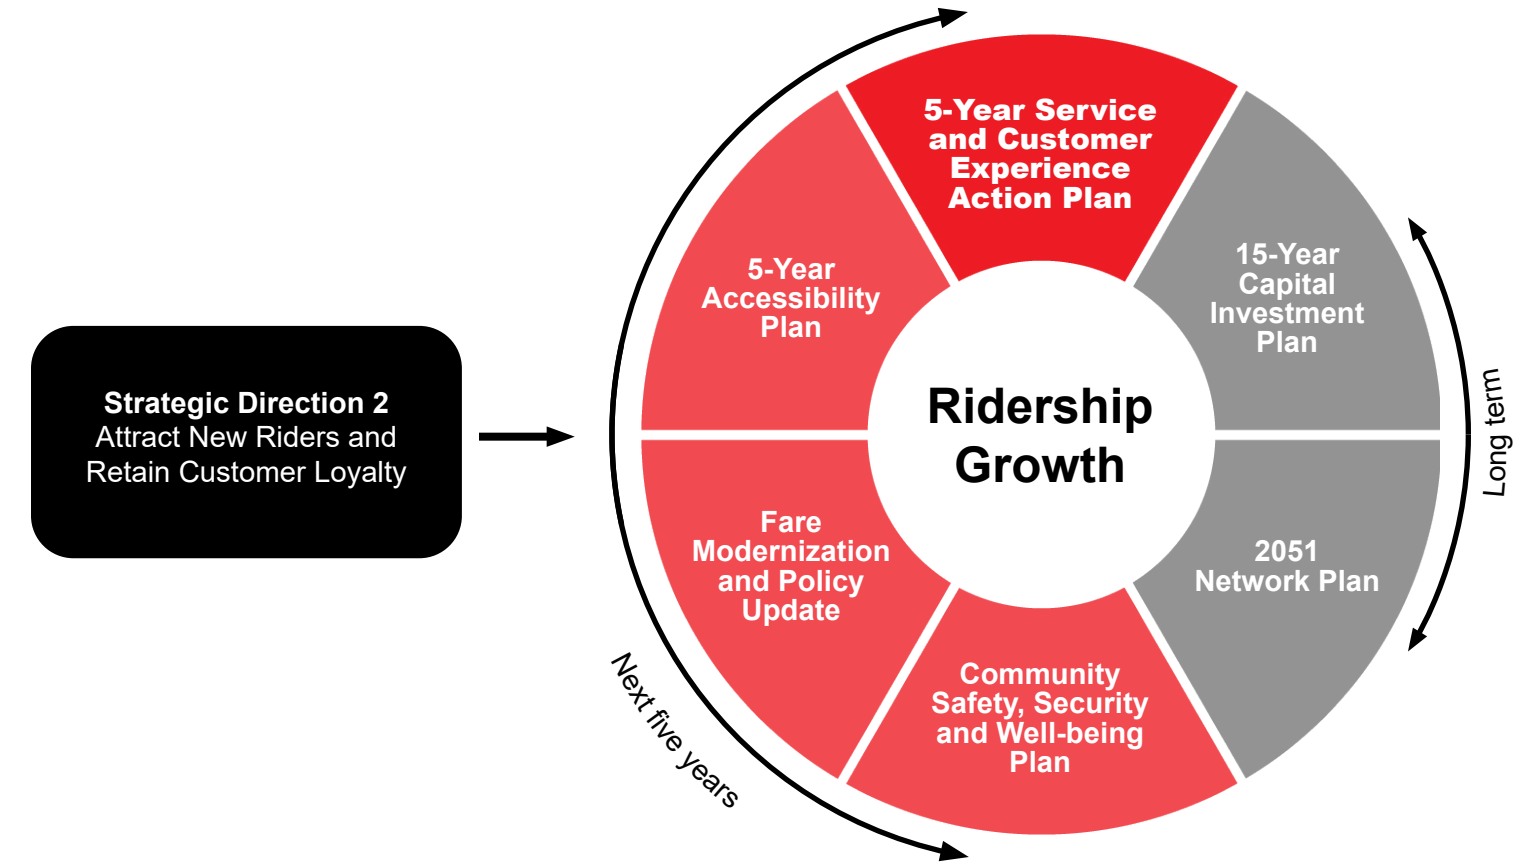 Strategic Direction 2
Attract New Riders and
Retain Customer Loyalty
5-Year Service
and Customer
Experience
Action Plan
15-Year
Capital
Investment
Plan
2051
Network Plan
Community
Safety, Security
and Well-being
Plan
Fare
Modernization
and Policy
Update
5-Year
Accessibility
Plan
Ridership
Growth
Next five years
Long term